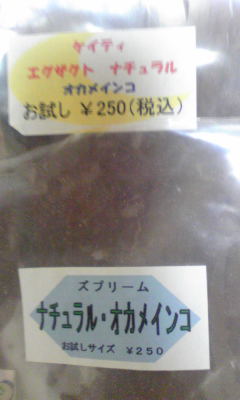 ケイティ
エグザクト ナチュラル
オカメインコ
お試し ¥250(税込)
ズプリーム
ナチュラル・オカメインコ
お試しサイズ ¥250